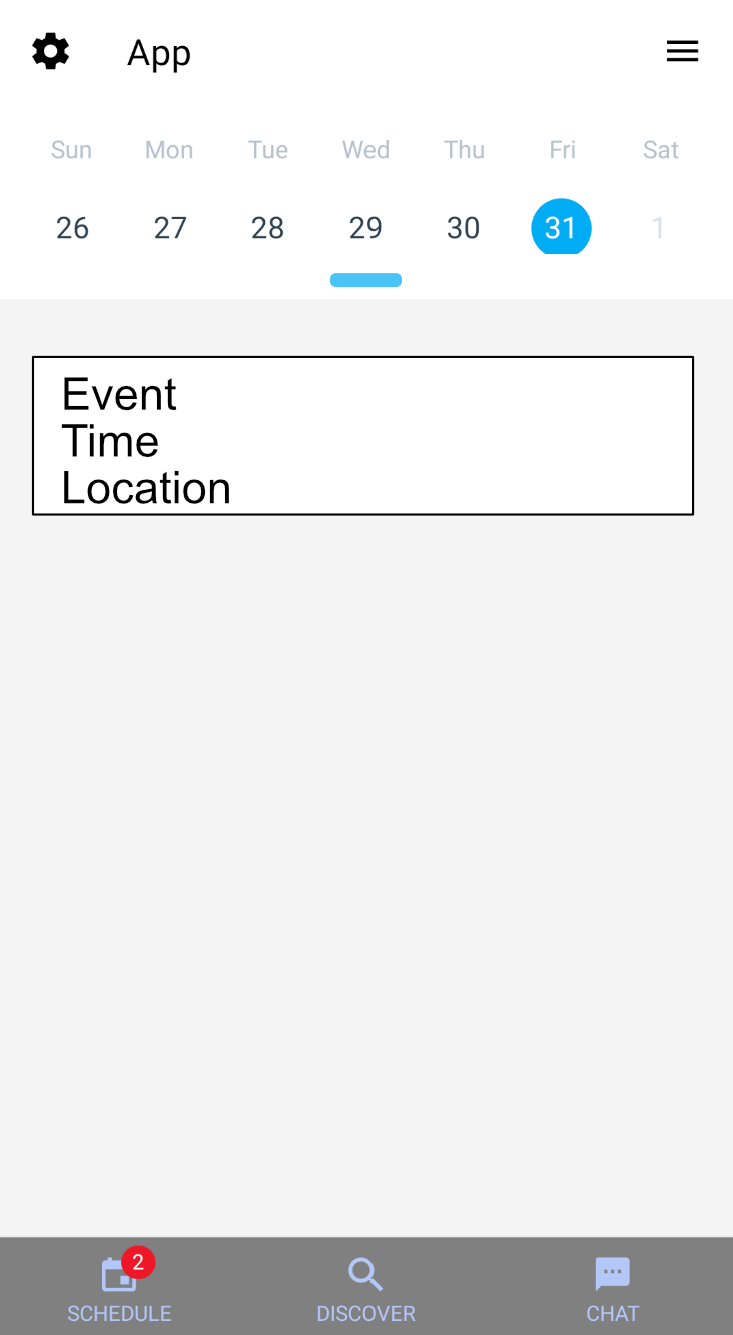 App
Sun Mon Tue Wed Thu Fri Sat
26 27 28 29 30 31 1
Event
Time
Location
2
SCHEDULE DISCOVER CHAT